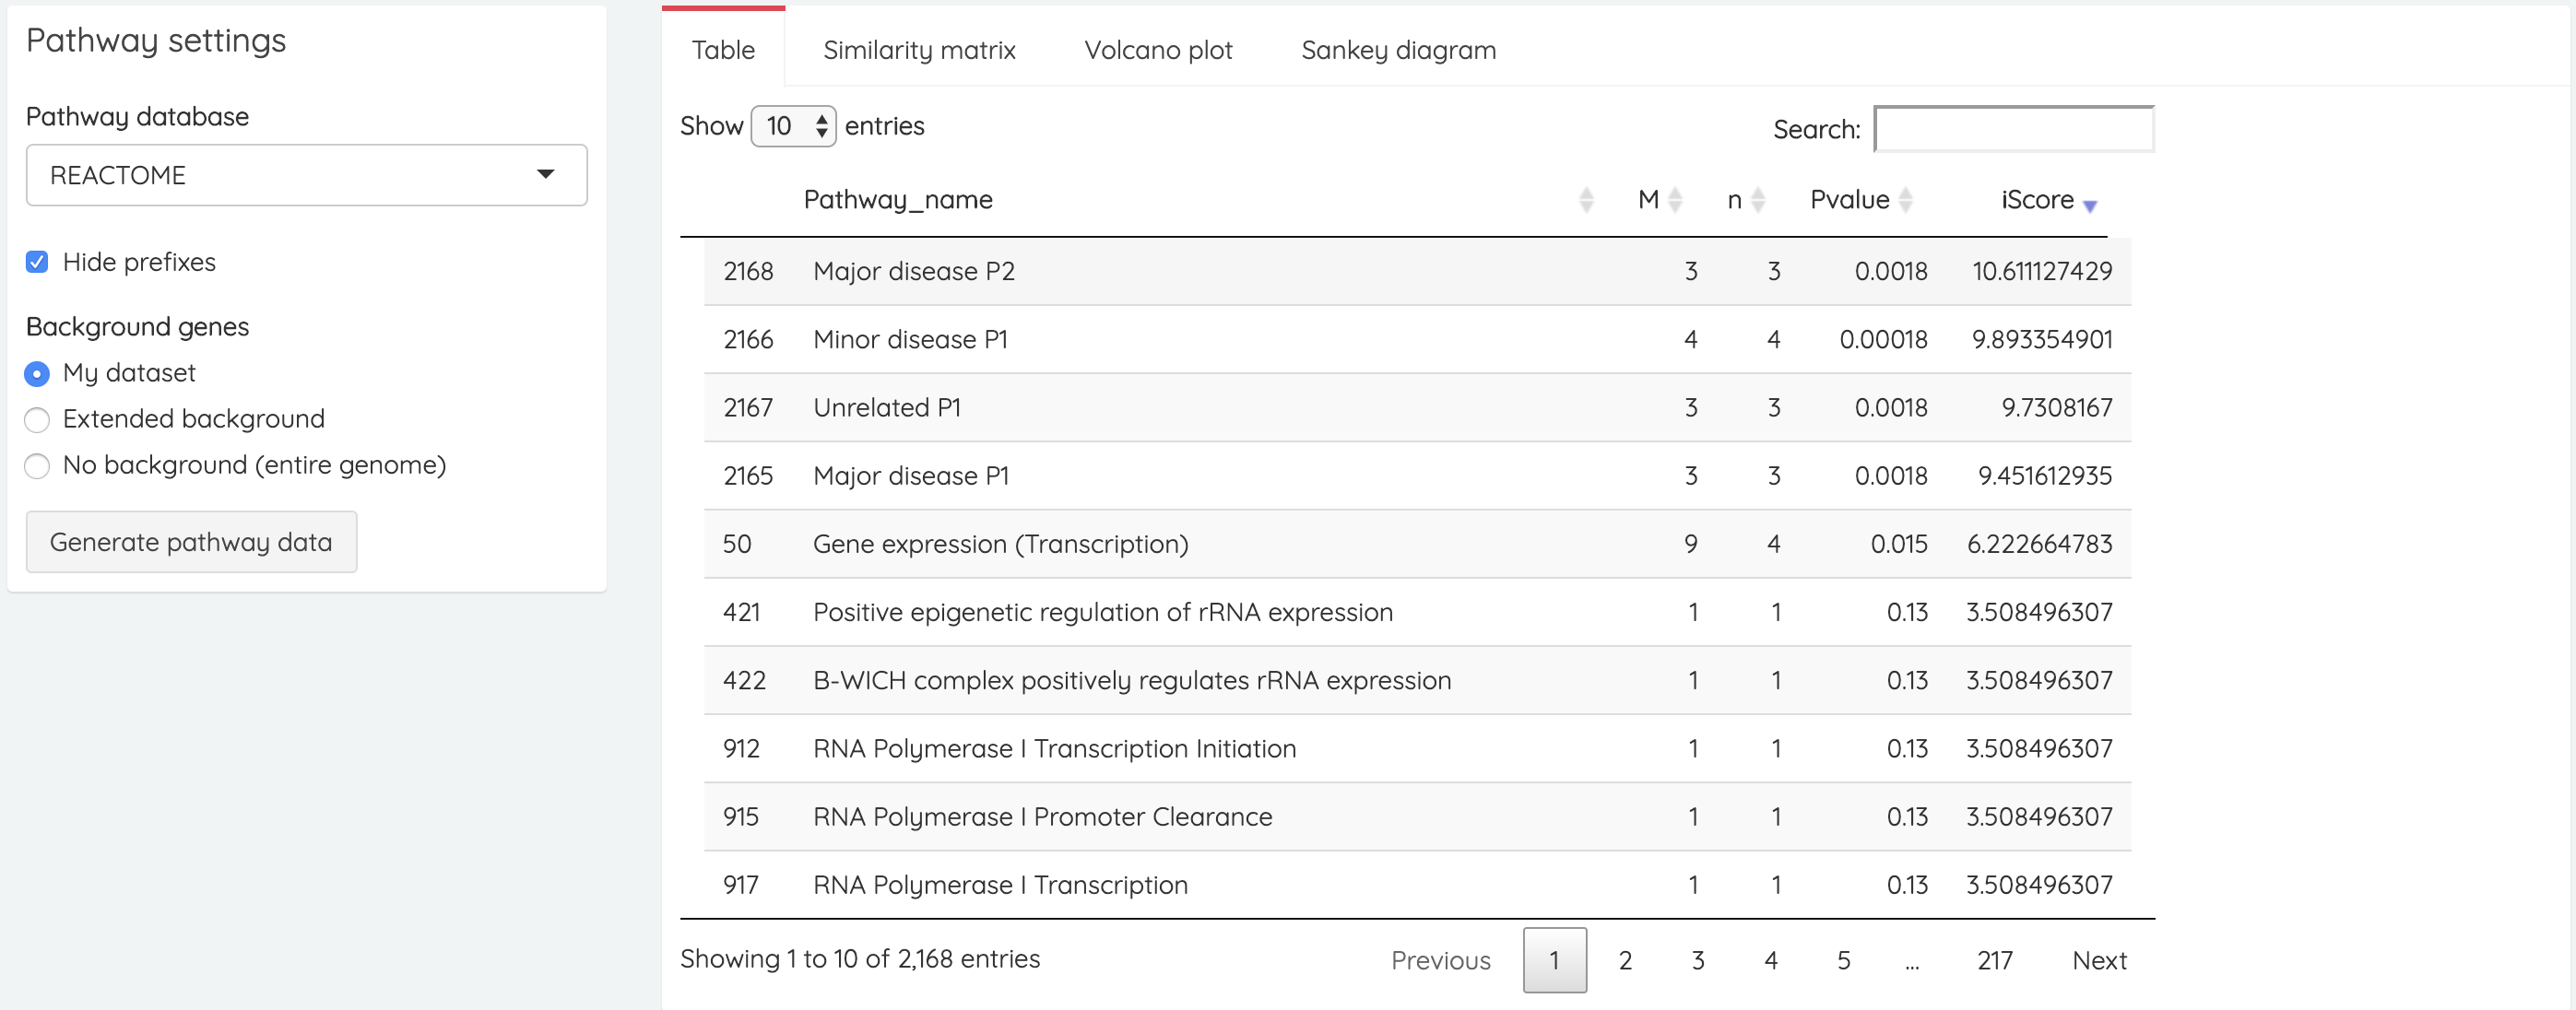 Pathway settings
Pathway database
REACTOME
Hide prefixes
Background genes
My dataset
Extended background
No background (entire genome)
Generate pathway data
Table Similarity matrix Volcano plot Sankey diagram
Show 10 entries Search:
Pathway_name M n Pvalue iScore
2168 Major disease P2 3 3 0.0018 10.611127429
2166 Minor disease P1 4 4 0.00018 9.893354901
2167 Unrelated P1 3 3 0.0018 9.7308167
2165 Major disease P1 3 3 0.0018 9.451612935
50 Gene expression (Transcription) 9 4 0.015 6.222664783
421 Positive epigenetic regulation of rRNA expression 1 1 0.13 3.508496307
422 B-WICH complex positively regulates rRNA expression 1 1 0.13 3.508496307
912 RNA Polymerase I Transcription Initiation 1 1 0.13 3.508496307
915 RNA Polymerase I Promoter Clearance 1 1 0.13 3.508496307
917 RNA Polymerase I Transcription 1 1 0.13 3.508496307
Showing 1 to 10 of 2,168 entries Previous 1 2 3 4 5 ... 217 Next